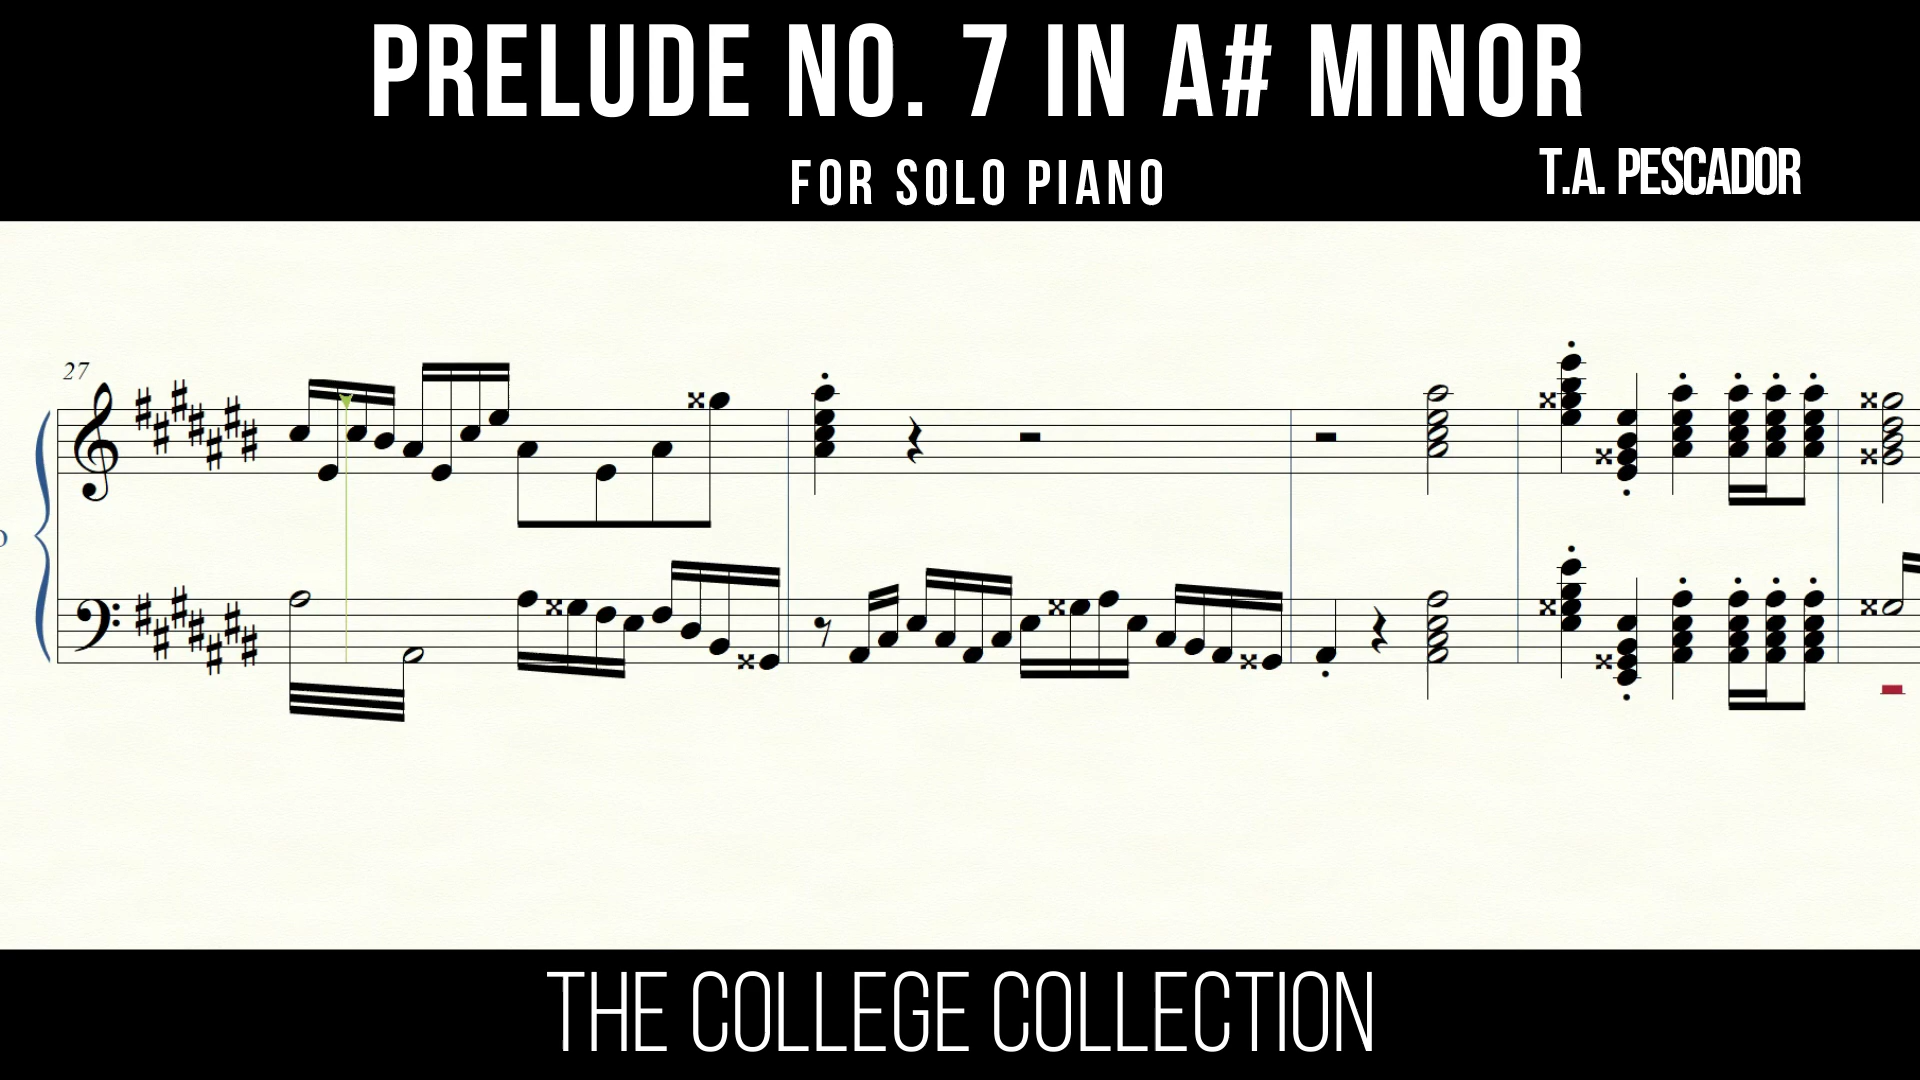 PRELUDE NO. 7 IN A# MINOR
FOR SOLO PIANO
T.A. PESCADOR
27
o
THE COLLEGE COLLECTION